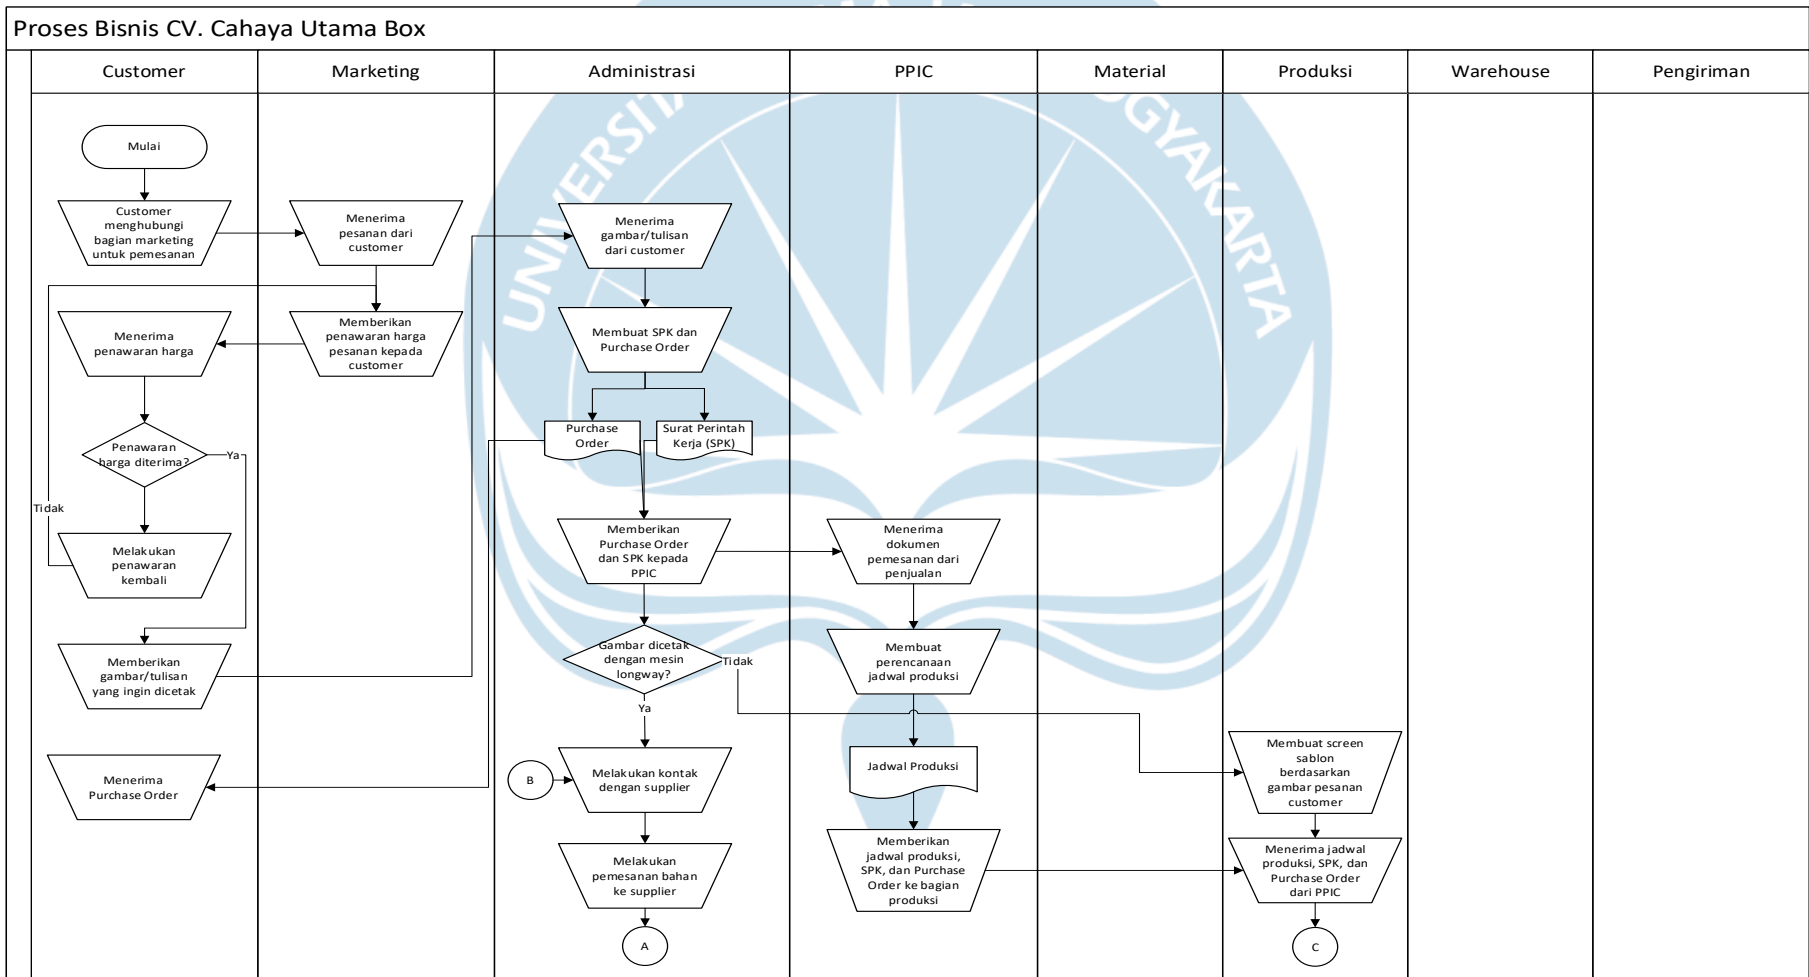 Proses Bisnis CV. Cahaya Utama Box
Customer
Marketing
Administrasi
PPIC
Material
Produksi
Warehouse
Pengiriman
Mulai
Customer
menghubungi
bagian marketing
untuk pemesanan
Menerima
pesanan dari
customer
Menerima
gambar/tulisan
dari customer
Menerima
penawaran harga
Memberikan
penawaran harga
pesanan kepada
customer
Membuat SPK dan
Purchase Order
Purchase
Order
Surat Perintah
Kerja (SPK)
Penawaran
harga diterima?
Ya
Tidak
Melakukan
penawaran
kembali
Memberikan
Purchase Order
dan SPK kepada
PPIC
Menerima
dokumen
pemesanan dari
penjualan
Memberikan
gambar/tulisan
yang ingin dicetak
Gambar dicetak
dengan mesin
longway?
Tidak
Ya
Membuat
perencanaan
jadwal produksi
Menerima
Purchase Order
B
Melakukan kontak
dengan supplier
Jadwal Produksi
Membuat screen
sablon
berdasarkan
gambar pesanan
customer
Melakukan
pemesanan bahan
ke supplier
Memberikan
jadwal produksi,
SPK, dan Purchase
Order ke bagian
produksi
Menerima jadwal
produksi, SPK, dan
Purchase Order
dari PPIC
A
C